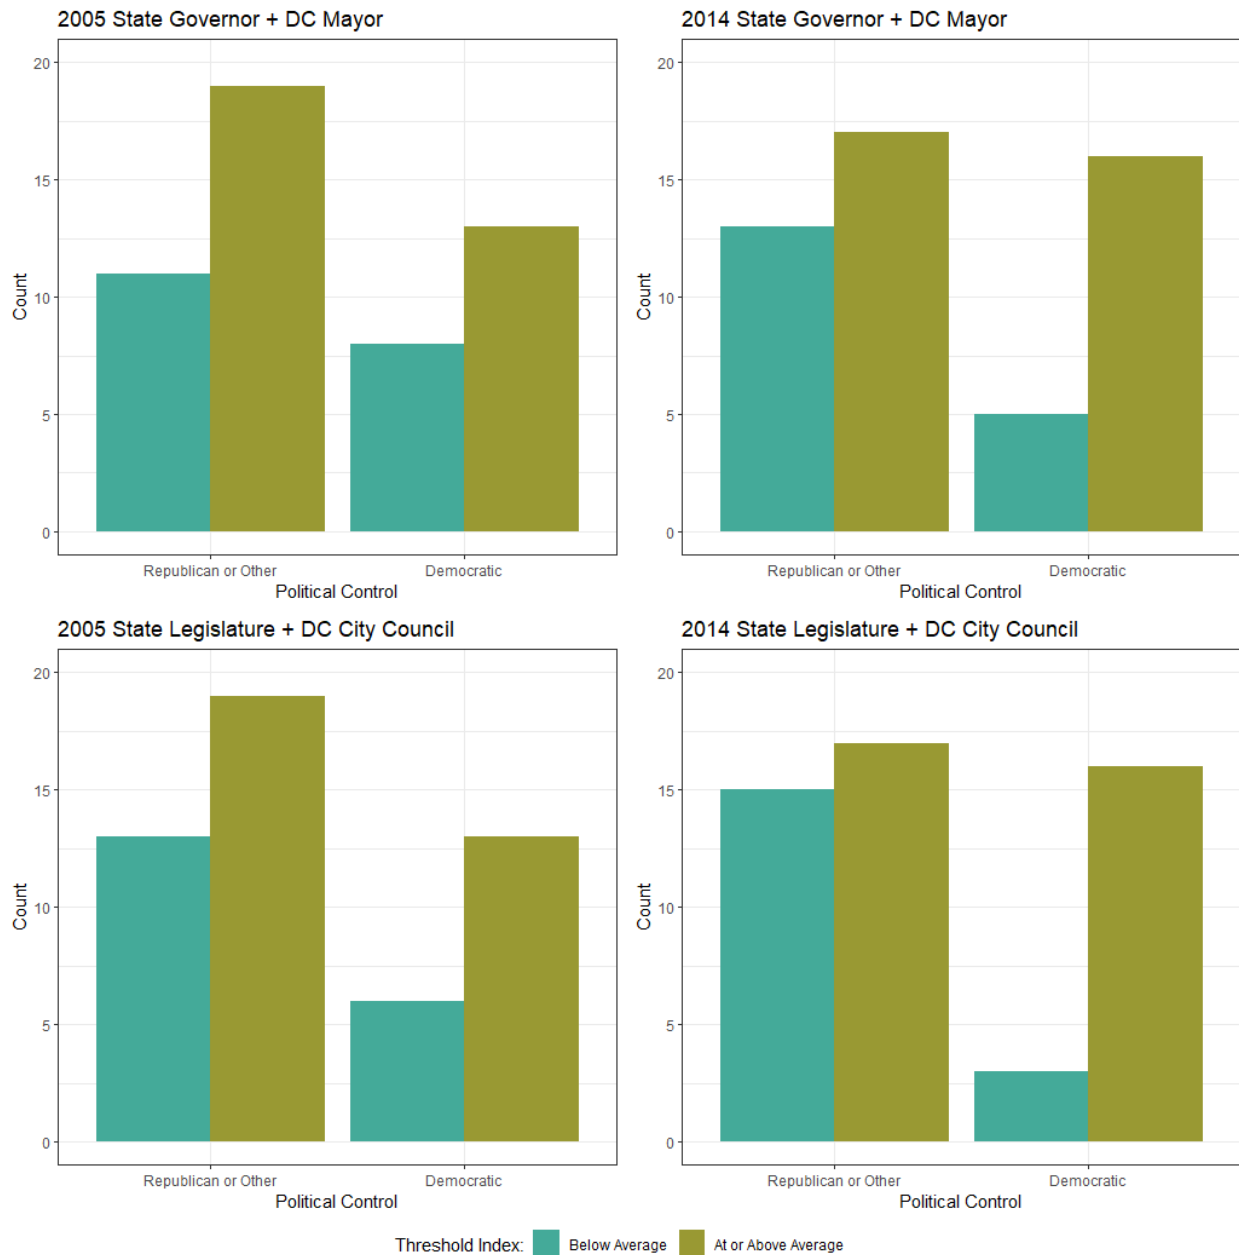 2005 State Governor + DC Mayor
20
15
10
5
0
Count
Republican or Other
Democratic
Political Control
2014 State Governor + DC Mayor
20
15
10
5
0
Count
Republican or Other
Democratic
Political Control
2005 State Legislature + DC City Council
20
15
10
5
0
Count
Republican or Other
Democratic
Political Control
2014 State Legislature + DC City Council
20
15
10
5
0
Count
Republican or Other
Democratic
Political Control
Threshold Index: Below Average At or Above Average